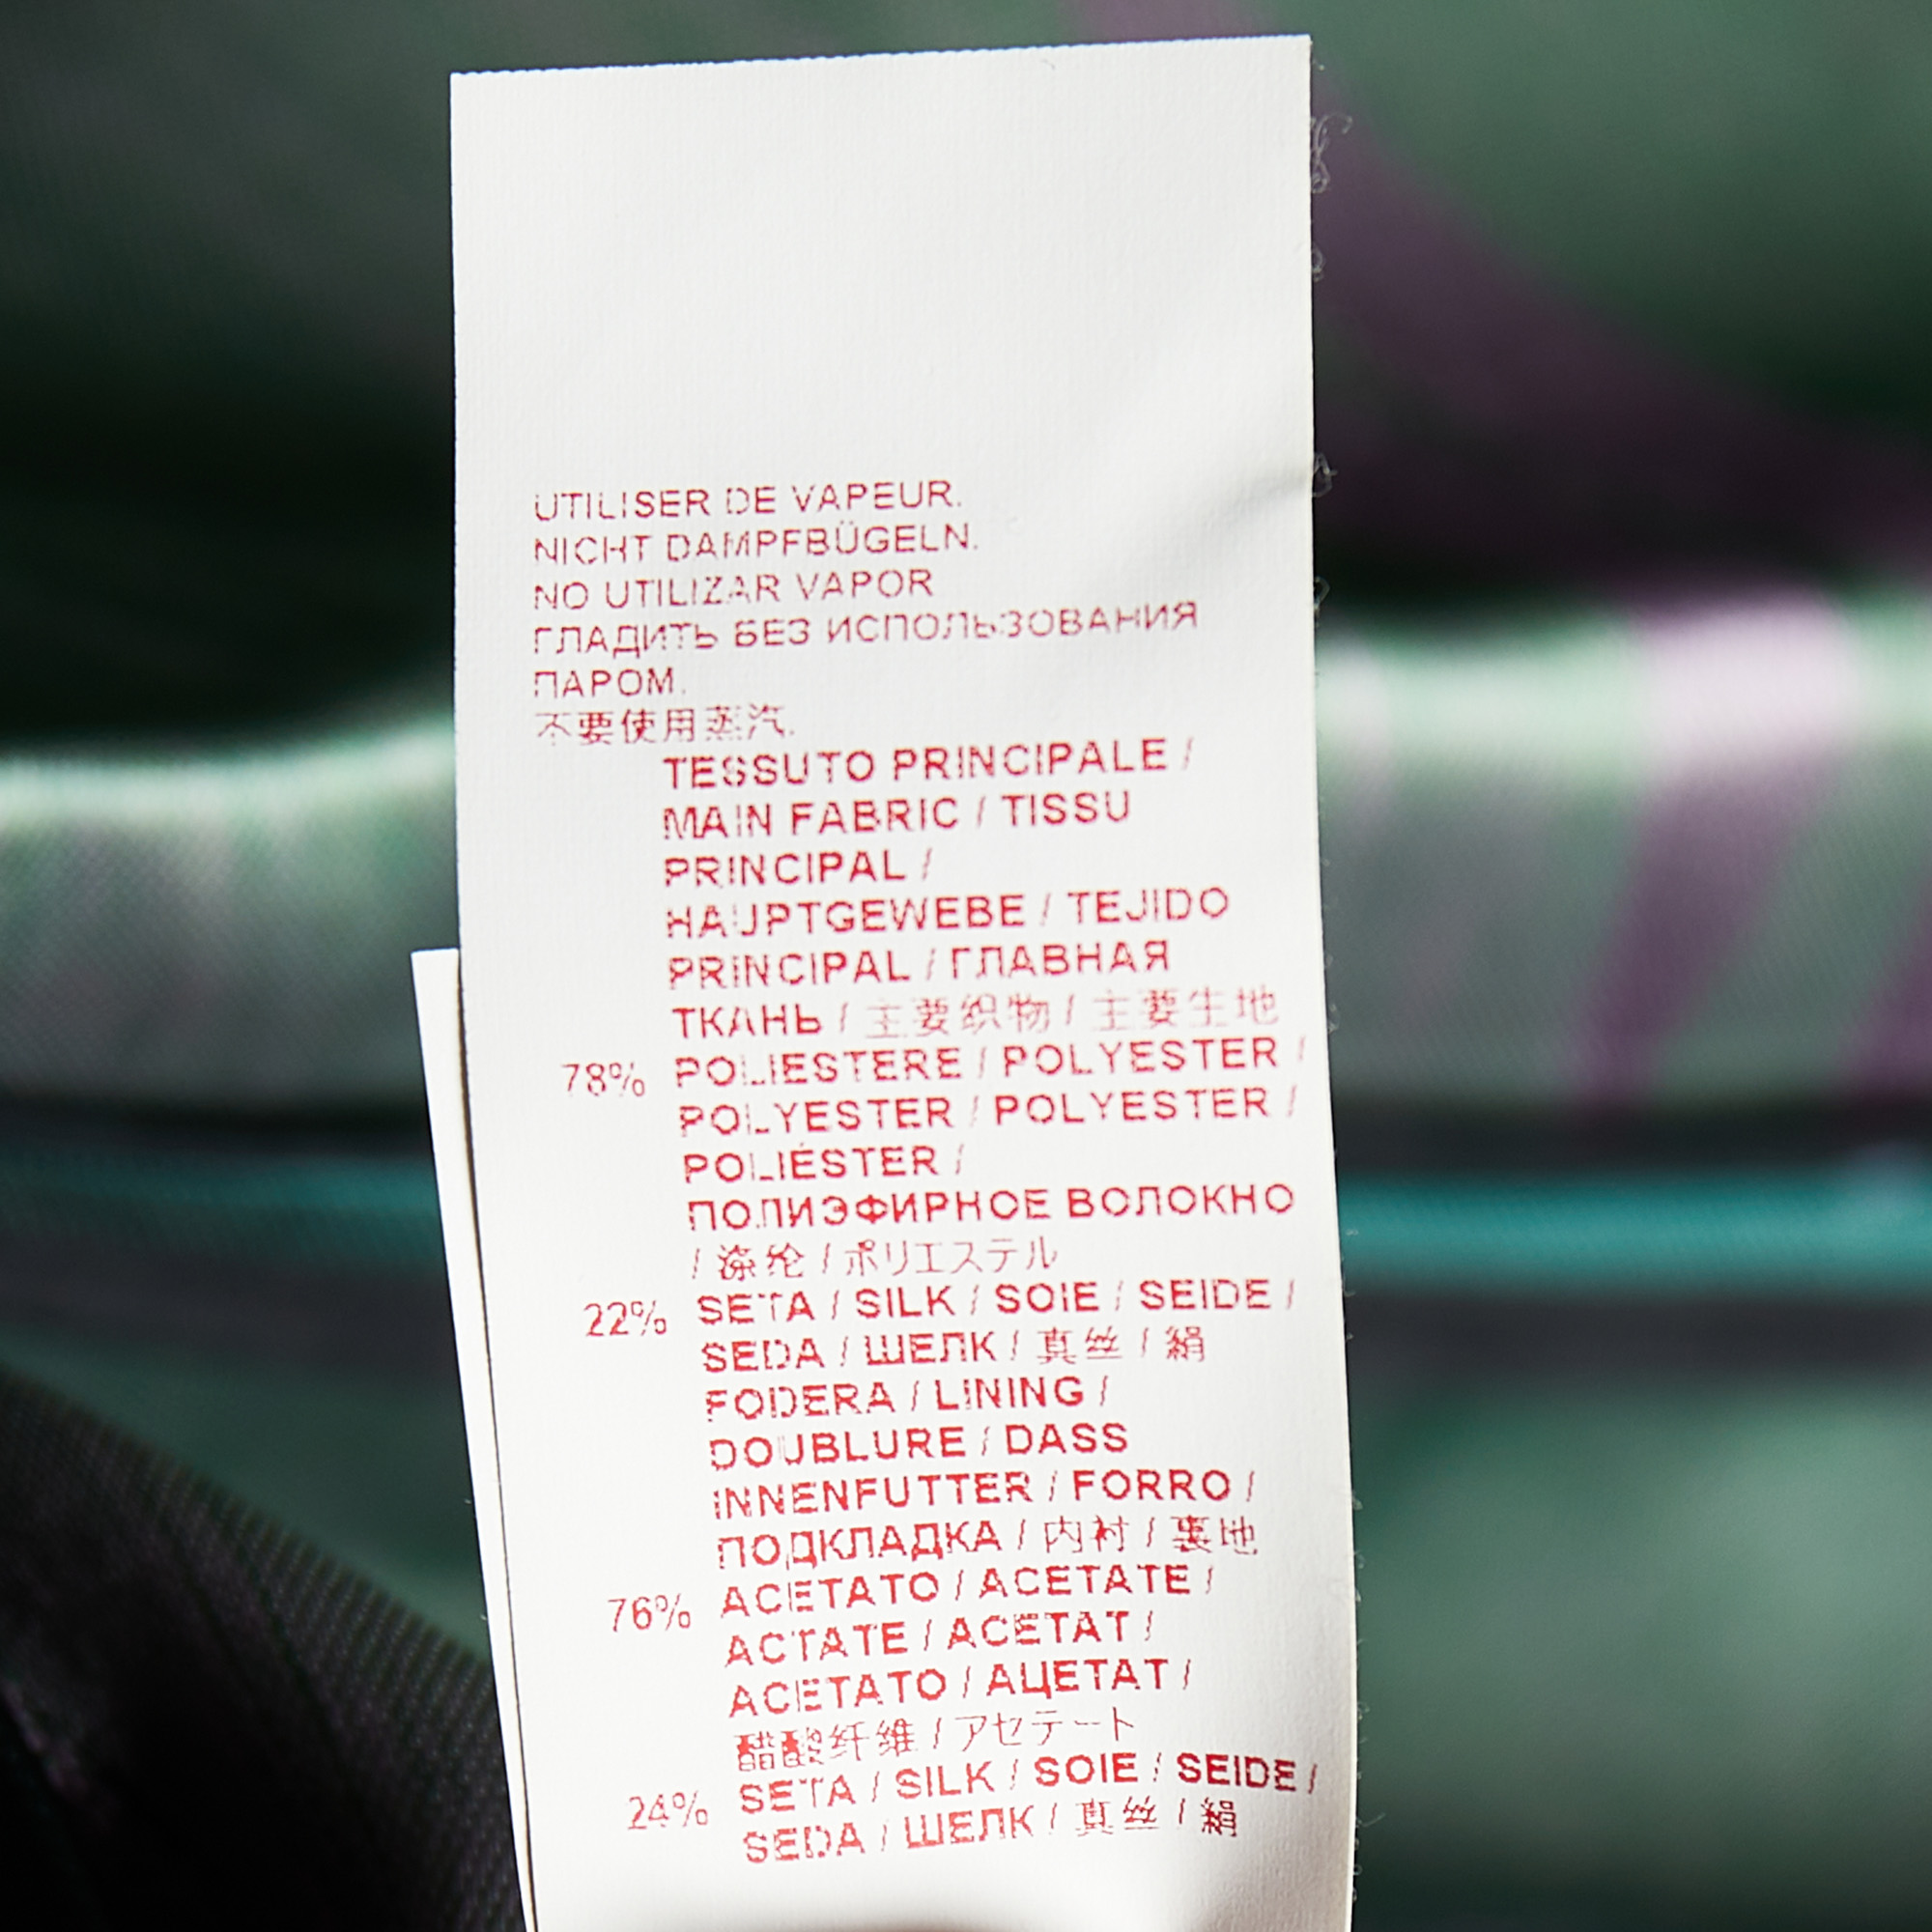 UTILISER DE VAPEUR.
NICHT DAMPFBÜGELN.
NO UTILIZAR VAPOR
ГЛАДИТЬ БЕЗ ИСПОЛЬЗОВАНИЯ
ПАРОМ.
不要使用蒸汽.
TESSUTO PRINCIPALE /
MAIN FABRIC / TISSU
PRINCIPAL /
HAUPTGEWEBE / TEJIDO
PRINCIPAL / ГЛАВНАЯ
ТКАНЬ / 主要织物 / 主要生地
78% POLIESTERE / POLYESTER /
POLYESTER / POLYESTER /
POLIÉSTER /
ПОЛИЭФИРНОЕ ВОЛОКНО
/ 涤纶 / ポリエステル
22% SETA / SILK / SOIE / SEIDE /
SEDA / ШЕЛК / 真丝 / 絹
FODERA / LINING /
DOUBLURE / DASS
INNENFUTTER / FORRO /
ПОДКЛАДКА / 内衬 / 裏地
76% ACETATO / ACETATE /
ACTATE / ACETAT /
ACETATO / АЦЕТАТ /
醋酸纤维 / アセテート
24% SETA / SILK / SOIE / SEIDE /
SEDA / ШЕЛК / 真丝 / 絹